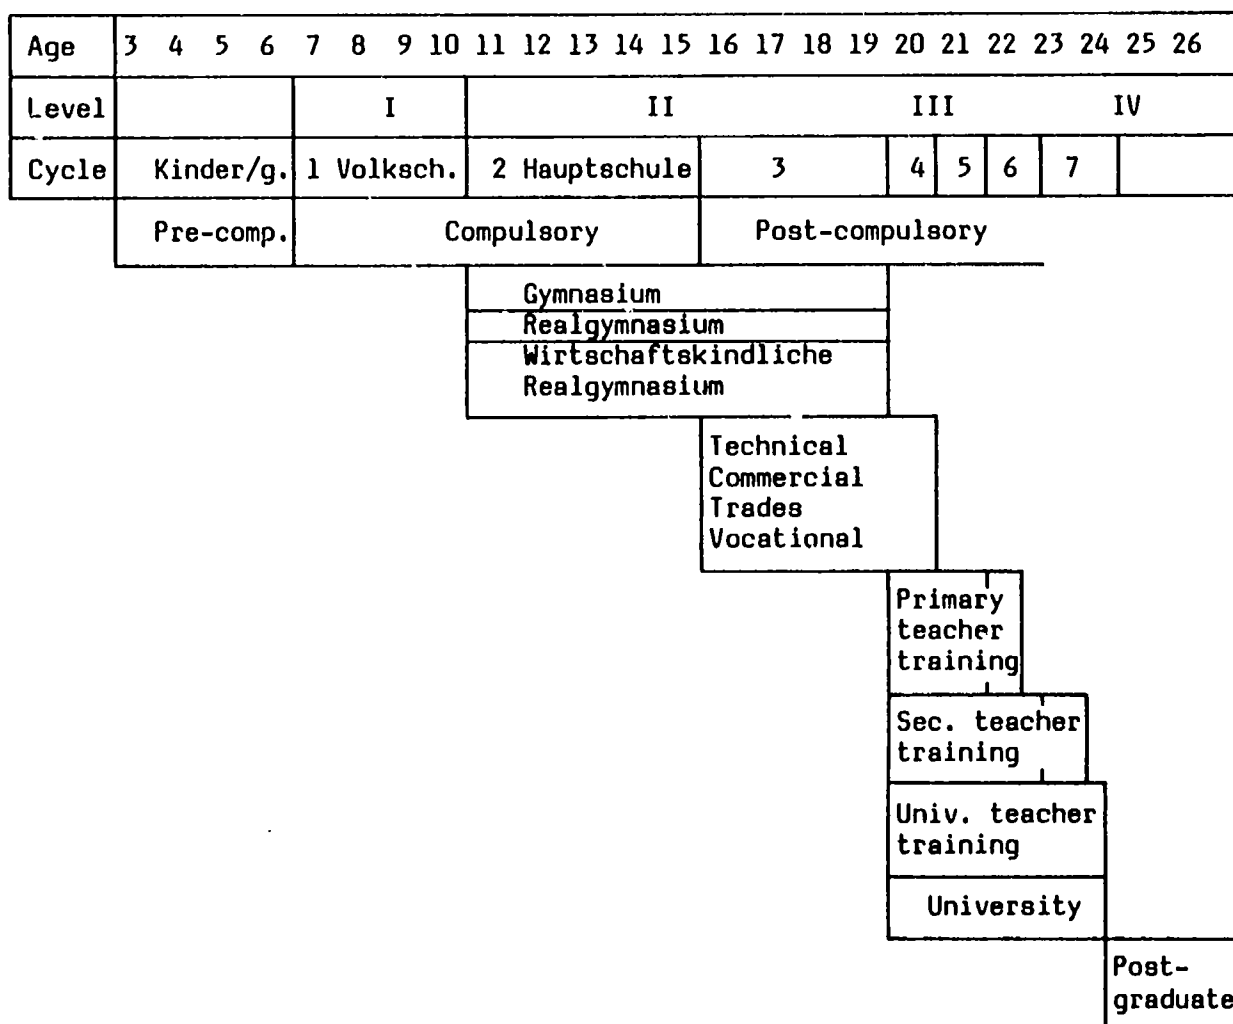 Age 3 4 5 6 7 8 9 10 11 12 13 14 15 16 17 18 19 20 21 22 23 24 25 26
Level I II III IV
Cycle Kinder/g. 1 Volksch. 2 Hauptschule 3 4 5 6 7
Pre-comp. Compulsory Post-compulsory
Gymnasium
Realgymnasium
Wirtschaftskindliche
Realgymnasium
Technical
Commercial
Trades
Vocational
Primary
teacher
training
Sec. teacher
training
Univ. teacher
training
University
Post-
graduate